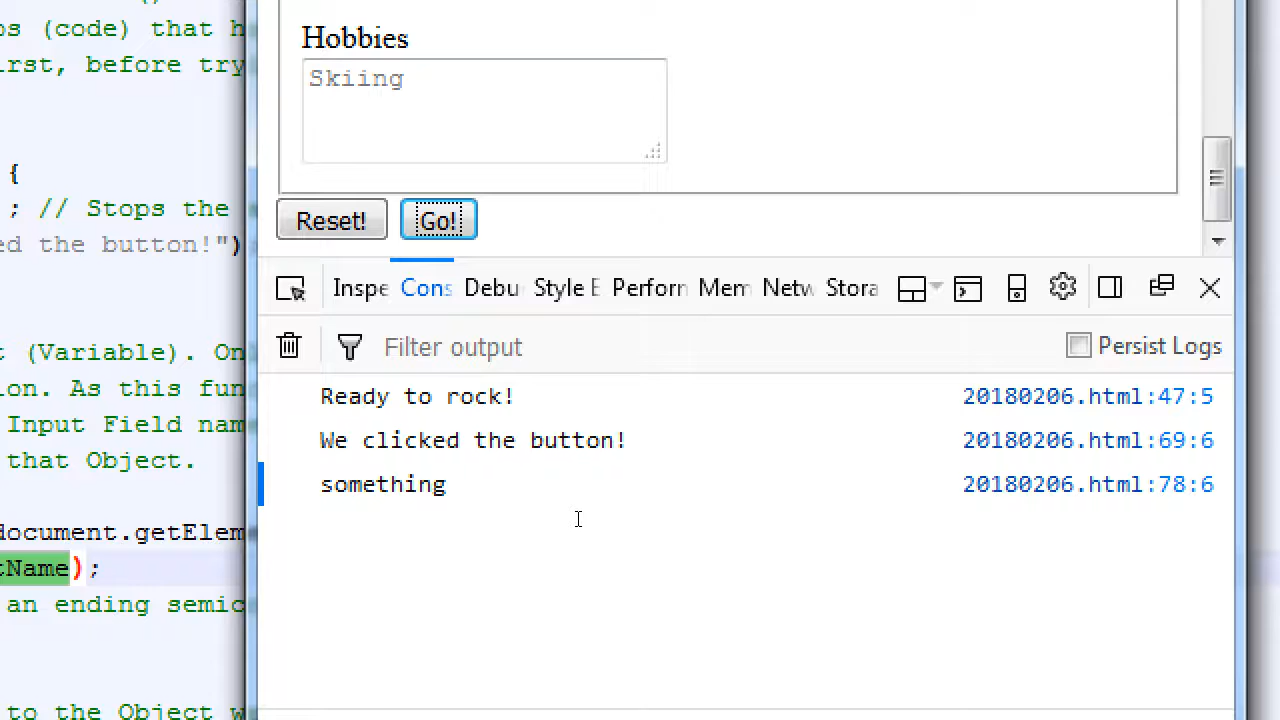 s (code) that h
irst, before try
{
; // Stops the
ed the button!")
t (Variable). On
ion. As this fun
Input Field nam
that Object.
document.getElem
tName);
an ending semic
to the Object w
Hobbies
Skiing
Reset! Go!
Inspe Cons Debu Style E Perform Mem Netw Stora
Filter output Persist Logs
Ready to rock! 20180206.html:47:5
We clicked the button! 20180206.html:69:6
something 20180206.html:78:6